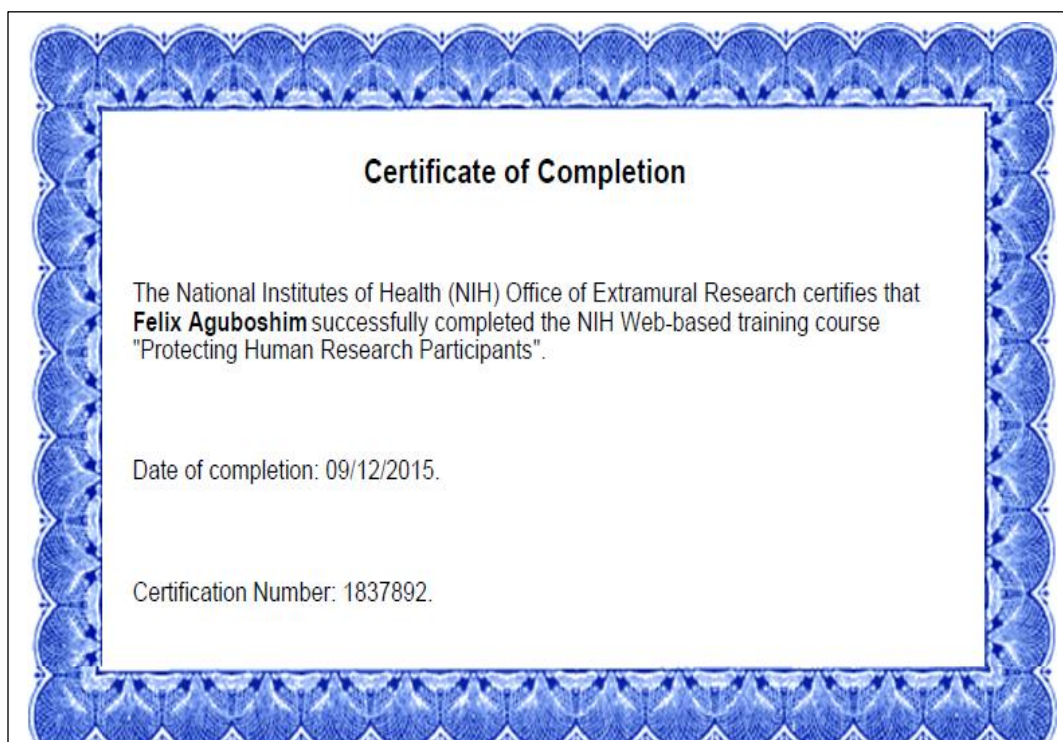 Certificate of Completion
The National Institutes of Health (NIH) Office of Extramural Research certifies that
Felix Aguboshim successfully completed the NIH Web-based training course
"Protecting Human Research Participants".
Date of completion: 09/12/2015.
Certification Number: 1837892.